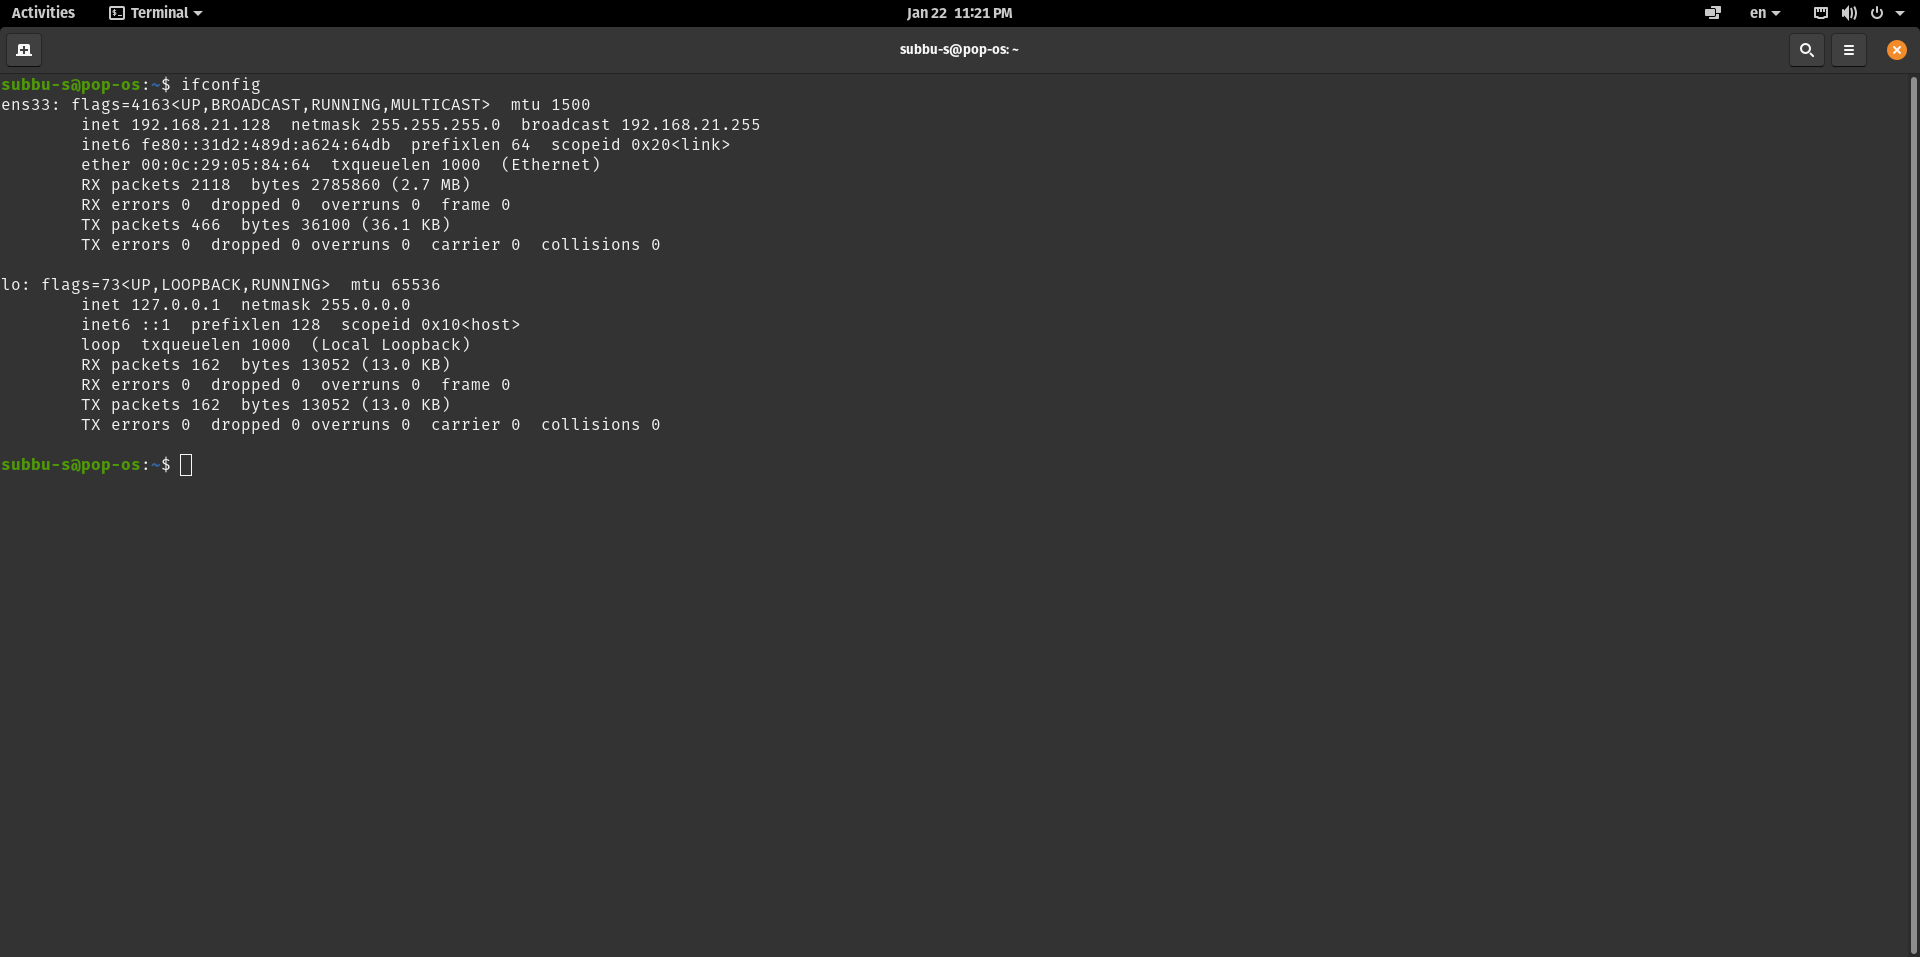 Activities Terminal Jan 22 11:21 PM en
subbu-s@pop-os: ~
subbu-s@pop-os:~$ ifconfig
ens33: flags=4163<UP,BROADCAST,RUNNING,MULTICAST>  mtu 1500
        inet 192.168.21.128  netmask 255.255.255.0  broadcast 192.168.21.255
        inet6 fe80::31d2:489d:a624:64db  prefixlen 64  scopeid 0x20<link>
        ether 00:0c:29:05:84:64  txqueuelen 1000  (Ethernet)
        RX packets 2118  bytes 2785860 (2.7 MB)
        RX errors 0  dropped 0  overruns 0  frame 0
        TX packets 466  bytes 36100 (36.1 KB)
        TX errors 0  dropped 0 overruns 0  carrier 0  collisions 0

lo: flags=73<UP,LOOPBACK,RUNNING>  mtu 65536
        inet 127.0.0.1  netmask 255.0.0.0
        inet6 ::1  prefixlen 128  scopeid 0x10<host>
        loop  txqueuelen 1000  (Local Loopback)
        RX packets 162  bytes 13052 (13.0 KB)
        RX errors 0  dropped 0  overruns 0  frame 0
        TX packets 162  bytes 13052 (13.0 KB)
        TX errors 0  dropped 0 overruns 0  carrier 0  collisions 0

subbu-s@pop-os:~$